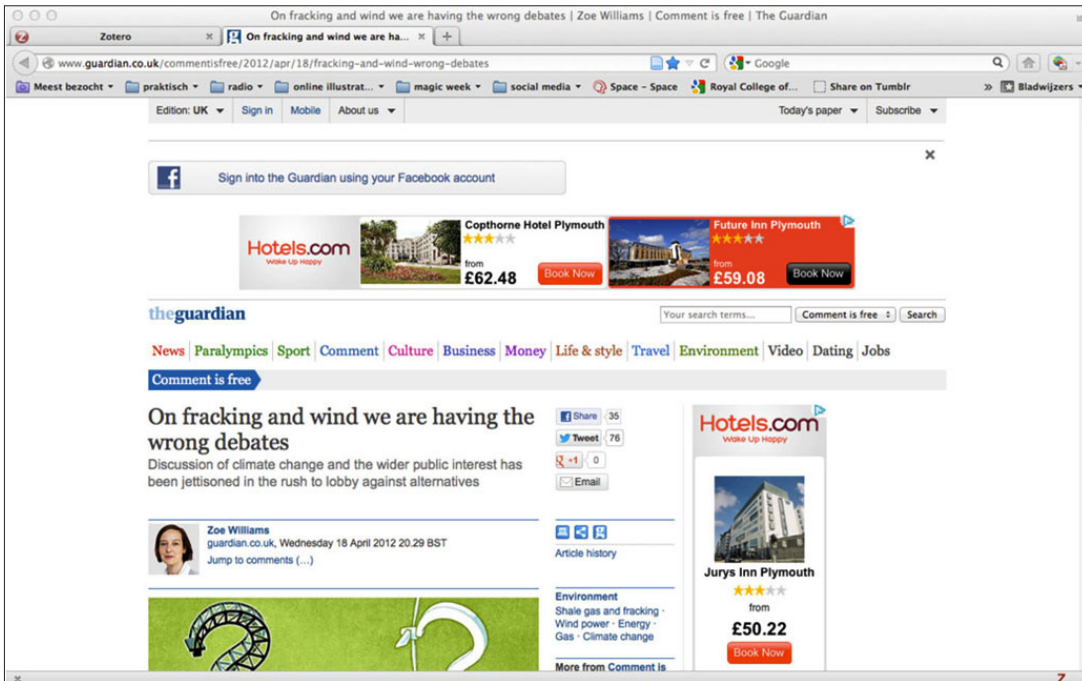 On fracking and wind we are having the wrong debates | Zoe Williams | Comment is free | The Guardian
Zotero
On fracking and wind we are ha...
www.guardian.co.uk/commentisfree/2012/apr/18/fracking-and-wind-wrong-debates
Google
Meest bezocht
praktisch
radio
online illustrat...
magic week
social media
Space - Space
Royal College of...
Share on Tumblr
Bladwijzers
Edition: UK
Sign in
Mobile
About us
Today's paper
Subscribe
Sign into the Guardian using your Facebook account
Hotels.com
Wake Up Happy
Copthorne Hotel Plymouth
from
£62.48
Book Now
Future Inn Plymouth
from
£59.08
Book Now
theguardian
Your search terms...
Comment is free
Search
News Paralympics Sport Comment Culture Business Money Life & style Travel Environment Video Dating Jobs
Comment is free
On fracking and wind we are having the
wrong debates
Discussion of climate change and the wider public interest has
been jettisoned in the rush to lobby against alternatives
Share 35
Tweet 76
+1 0
Email
Zoe Williams
guardian.co.uk, Wednesday 18 April 2012 20.29 BST
Jump to comments (...)
Article history
Environment
Shale gas and fracking ·
Wind power · Energy ·
Gas · Climate change
More from Comment is
Hotels.com
Wake Up Happy
Jurys Inn Plymouth
from
£50.22
Book Now